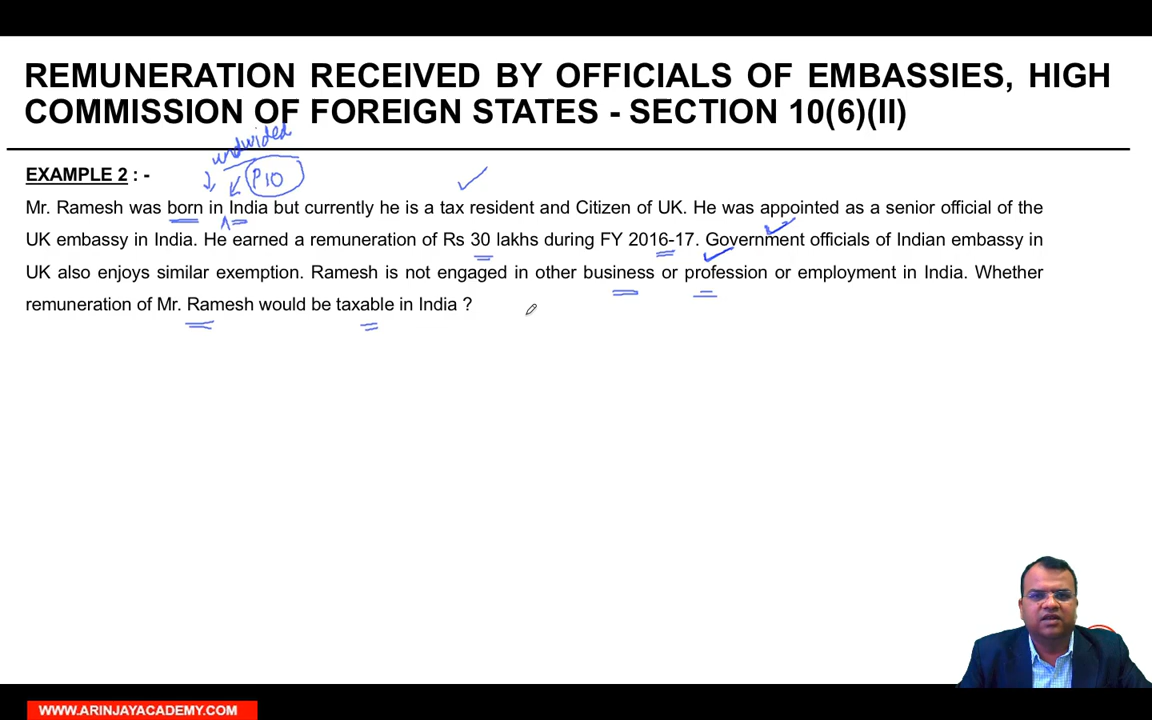 REMUNERATION RECEIVED BY OFFICIALS OF EMBASSIES, HIGH
COMMISSION OF FOREIGN STATES - SECTION 10(6)(II)
undivided
EXAMPLE 2 : -
PIO
Mr. Ramesh was born in India but currently he is a tax resident and Citizen of UK. He was appointed as a senior official of the
UK embassy in India. He earned a remuneration of Rs 30 lakhs during FY 2016-17. Government officials of Indian embassy in
UK also enjoys similar exemption. Ramesh is not engaged in other business or profession or employment in India. Whether
remuneration of Mr. Ramesh would be taxable in India ?
WWW.ARINJAYACADEMY.COM